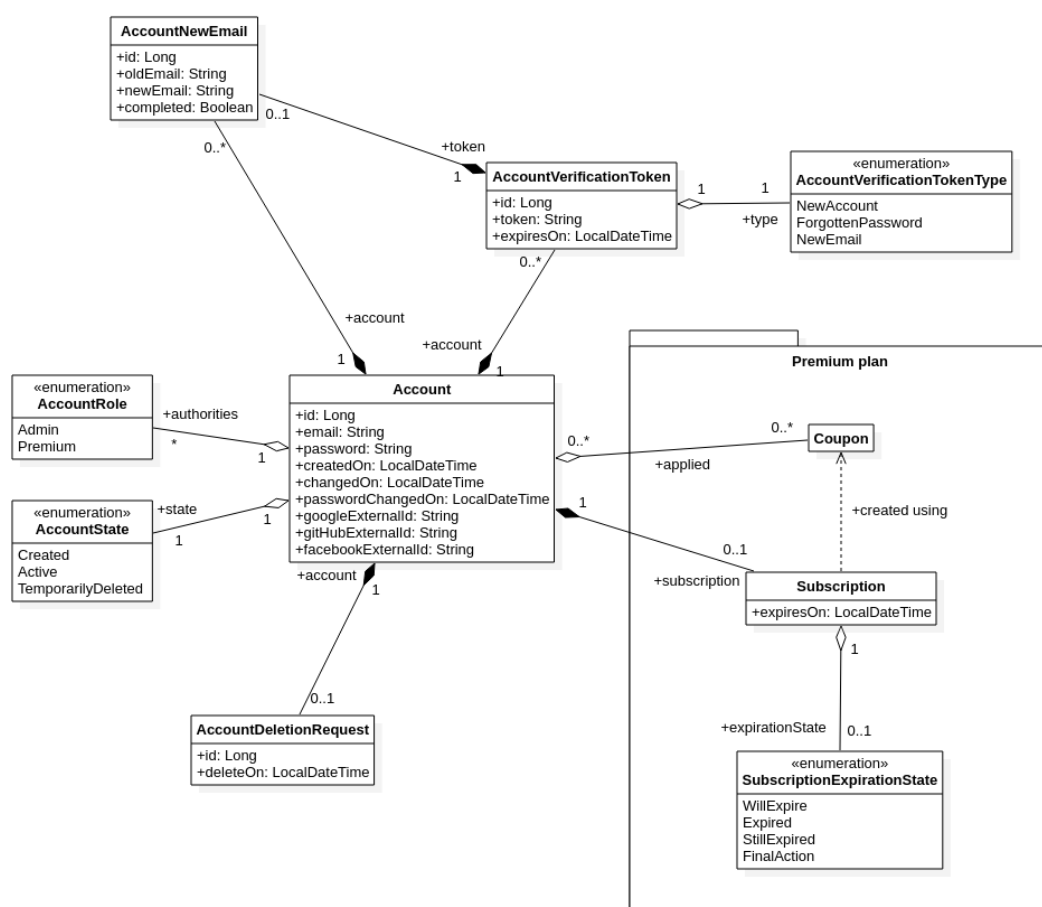 AccountNewEmail
+id: Long
+oldEmail: String
+newEmail: String
+completed: Boolean
0..1
0..*
+token
1
AccountVerificationToken
+id: Long
+token: String
+expiresOn: LocalDateTime
1
1
+type
0..*
«enumeration»
AccountVerificationTokenType
NewAccount
ForgottenPassword
NewEmail
+account
1
+account
1
Premium plan
«enumeration»
AccountRole
Admin
Premium
+authorities
*
1
Account
+id: Long
+email: String
+password: String
+createdOn: LocalDateTime
+changedOn: LocalDateTime
+passwordChangedOn: LocalDateTime
+googleExternalId: String
+gitHubExternalId: String
+facebookExternalId: String
0..*
0..*
+applied
Coupon
«enumeration»
AccountState
Created
Active
TemporarilyDeleted
+state
1
1
1
0..1
+subscription
+created using
Subscription
+expiresOn: LocalDateTime
1
+account
1
0..1
AccountDeletionRequest
+id: Long
+deleteOn: LocalDateTime
+expirationState
0..1
«enumeration»
SubscriptionExpirationState
WillExpire
Expired
StillExpired
FinalAction